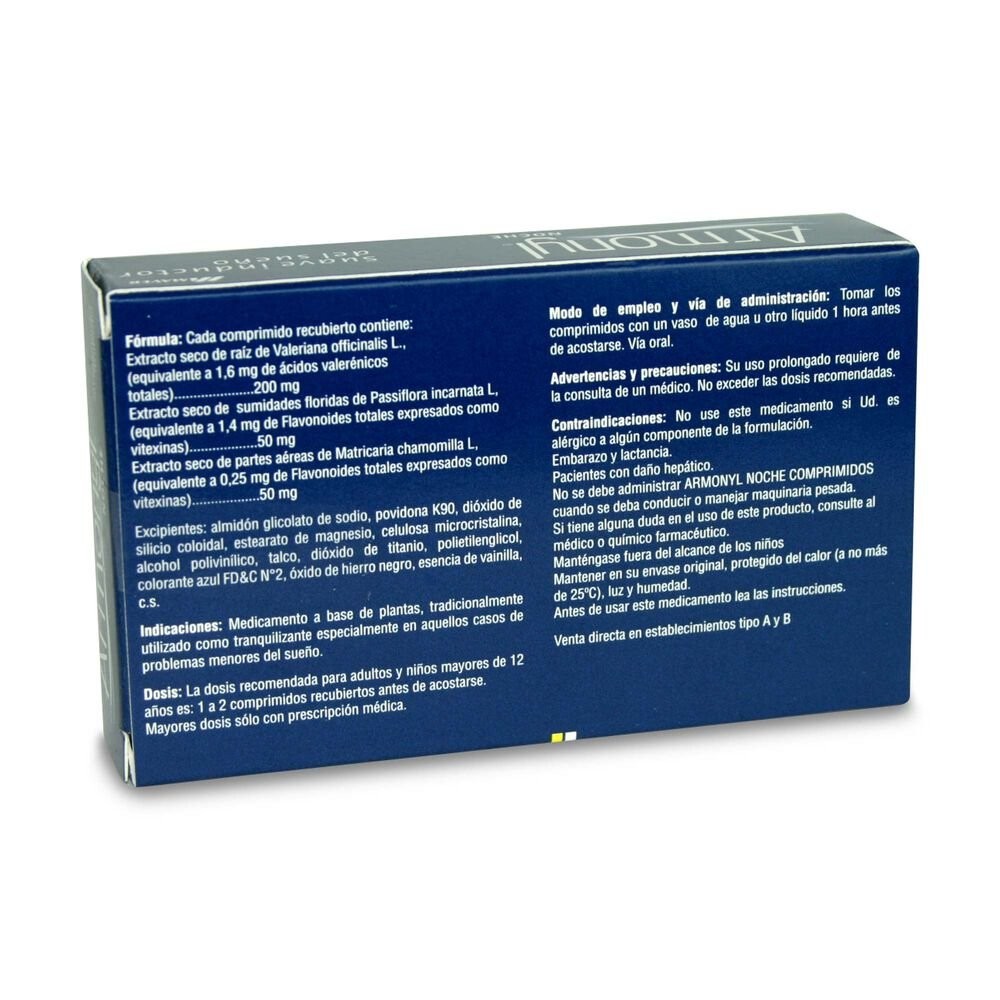 Armonyl
NOCHE
suave inductor
del sueño
Fórmula: Cada comprimido recubierto contiene:
Extracto seco de raíz de Valeriana officinalis L.,
(equivalente a 1,6 mg de ácidos valerénicos
totales)....................200 mg
Extracto seco de sumidades floridas de Passiflora incarnata L,
(equivalente a 1,4 mg de Flavonoides totales expresados como
vitexinas).................50 mg
Extracto seco de partes aéreas de Matricaria chamomilla L,
(equivalente a 0,25 mg de Flavonoides totales expresados como
vitexinas).................50 mg
Excipientes: almidón glicolato de sodio, povidona K90, dióxido de
silicio coloidal, estearato de magnesio, celulosa microcristalina,
alcohol polivinílico, talco, dióxido de titanio, polietilenglicol,
colorante azul FD&C N°2, óxido de hierro negro, esencia de vainilla,
c.s.
Indicaciones: Medicamento a base de plantas, tradicionalmente
utilizado como tranquilizante especialmente en aquellos casos de
problemas menores del sueño.
Dosis: La dosis recomendada para adultos y niños mayores de 12
años es: 1 a 2 comprimidos recubiertos antes de acostarse.
Mayores dosis sólo con prescripción médica.
Modo de empleo y vía de administración: Tomar los
comprimidos con un vaso de agua u otro líquido 1 hora antes
de acostarse. Vía oral.
Advertencias y precauciones: Su uso prolongado requiere de
la consulta de un médico. No exceder las dosis recomendadas.
Contraindicaciones: No use este medicamento si Ud. es
alérgico a algún componente de la formulación.
Embarazo y lactancia.
Pacientes con daño hepático.
No se debe administrar ARMONYL NOCHE COMPRIMIDOS
cuando se deba conducir o manejar maquinaria pesada.
Si tiene alguna duda en el uso de este producto, consulte al
médico o químico farmacéutico.
Manténgase fuera del alcance de los niños
Mantener en su envase original, protegido del calor (a no más
de 25ºC), luz y humedad.
Antes de usar este medicamento lea las instrucciones.
Venta directa en establecimientos tipo A y B